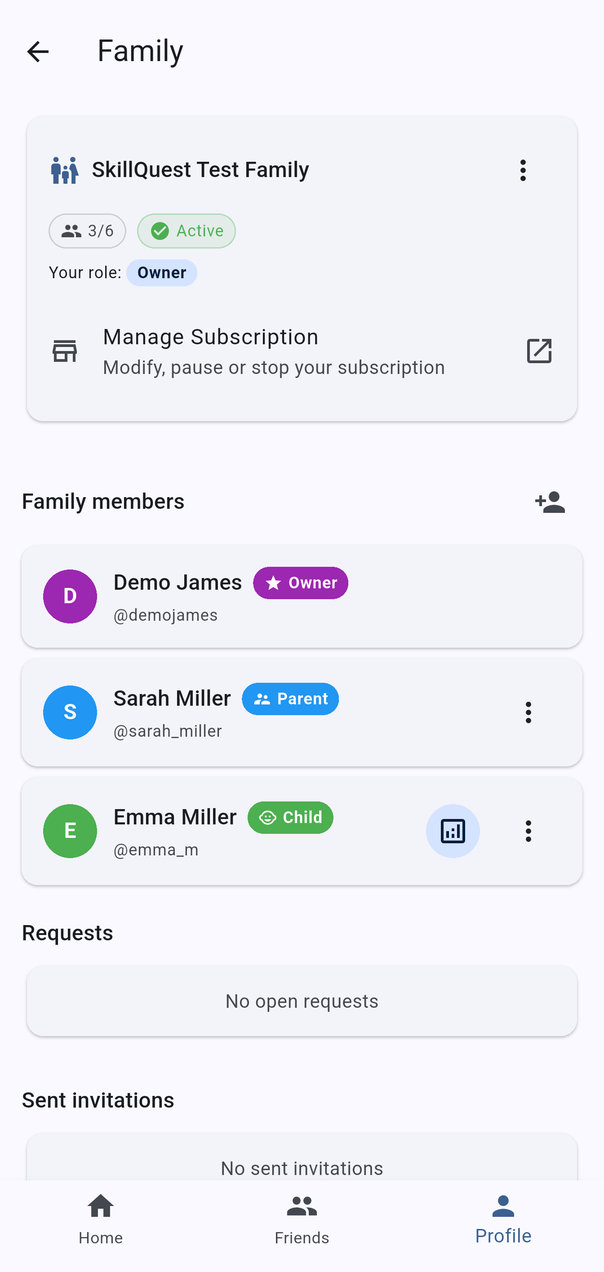 Family
SkillQuest Test Family
3/6 Active
Your role: Owner
Manage Subscription
Modify, pause or stop your subscription
Family members
D Demo James Owner
@demojames
S Sarah Miller Parent
@sarah_miller
E Emma Miller Child
@emma_m
Requests
No open requests
Sent invitations
No sent invitations
Home Friends Profile